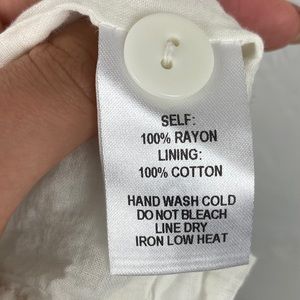 SELF:
100% RAYON
LINING:
100% COTTON
HAND WASH COLD
DO NOT BLEACH
LINE DRY
IRON LOW HEAT